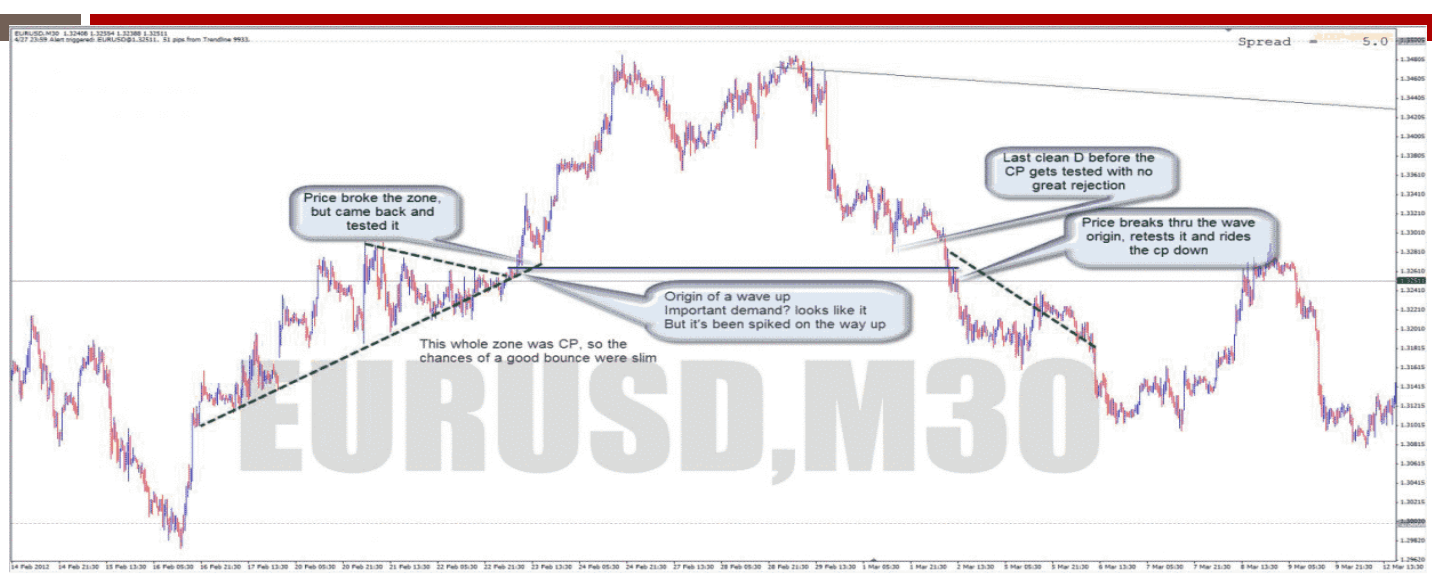 EURUSD,M30 1.32408 1.32554 1.32388 1.32511
4/27 23:59 Alert triggered: EURUSD@1.32511. 51 pips from Trendline 9933.
Spread = 5.0
Price broke the zone,
but came back and
tested it
Last clean D before the
CP gets tested with no
great rejection
Price breaks thru the wave
origin, retests it and rides
the cp down
Origin of a wave up
Important demand? looks like it
But it's been spiked on the way up
This whole zone was CP, so the
chances of a good bounce were slim
EURUSD,M30
1.34805
1.34605
1.34405
1.34205
1.34005
1.33805
1.33610
1.33410
1.33210
1.33010
1.32810
1.32610
1.32410
1.32210
1.32010
1.31815
1.31615
1.31415
1.31215
1.31015
1.30815
1.30615
1.30415
1.30215
1.29820
1.29620
14 Feb 2012 14 Feb 21:30 15 Feb 13:30 16 Feb 05:30 16 Feb 21:30 17 Feb 13:30 20 Feb 05:30 20 Feb 21:30 21 Feb 13:30 22 Feb 05:30 22 Feb 21:30 23 Feb 13:30 24 Feb 05:30 24 Feb 21:30 27 Feb 13:30 28 Feb 05:30 28 Feb 21:30 29 Feb 13:30 1 Mar 05:30 1 Mar 21:30 2 Mar 13:30 5 Mar 05:30 5 Mar 21:30 6 Mar 13:30 7 Mar 05:30 7 Mar 21:30 8 Mar 13:30 9 Mar 05:30 12 Mar 13:30